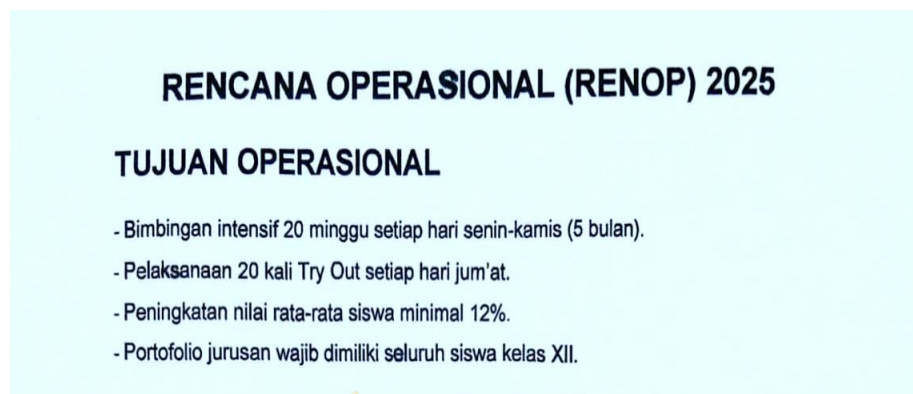 RENCANA OPERASIONAL (RENOP) 2025
TUJUAN OPERASIONAL
- Bimbingan intensif 20 minggu setiap hari senin-kamis (5 bulan).
- Pelaksanaan 20 kali Try Out setiap hari jum'at.
- Peningkatan nilai rata-rata siswa minimal 12%.
- Portofolio jurusan wajib dimiliki seluruh siswa kelas XII.